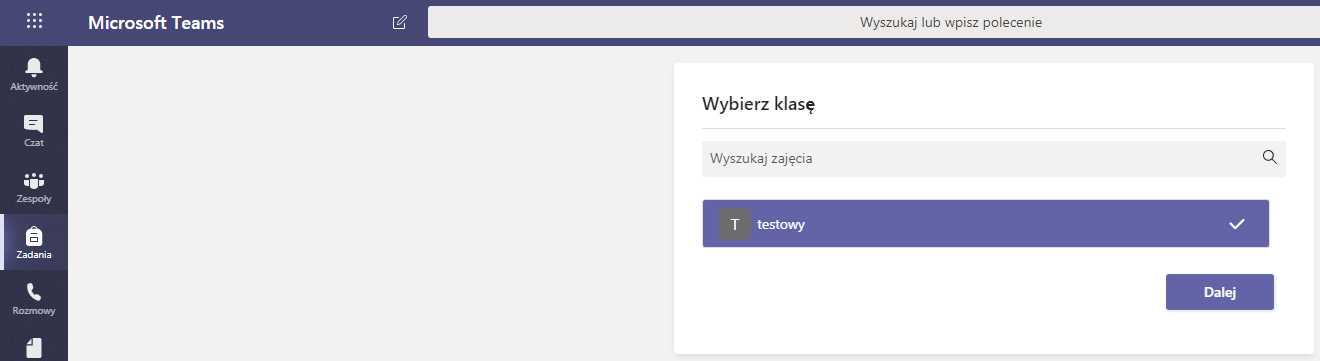 Microsoft Teams
Wyszukaj lub wpisz polecenie
Aktywność
Czat
Zespoły
Zadania
Rozmowy
Wybierz klasę
Wyszukaj zajęcia
T testowy
Dalej